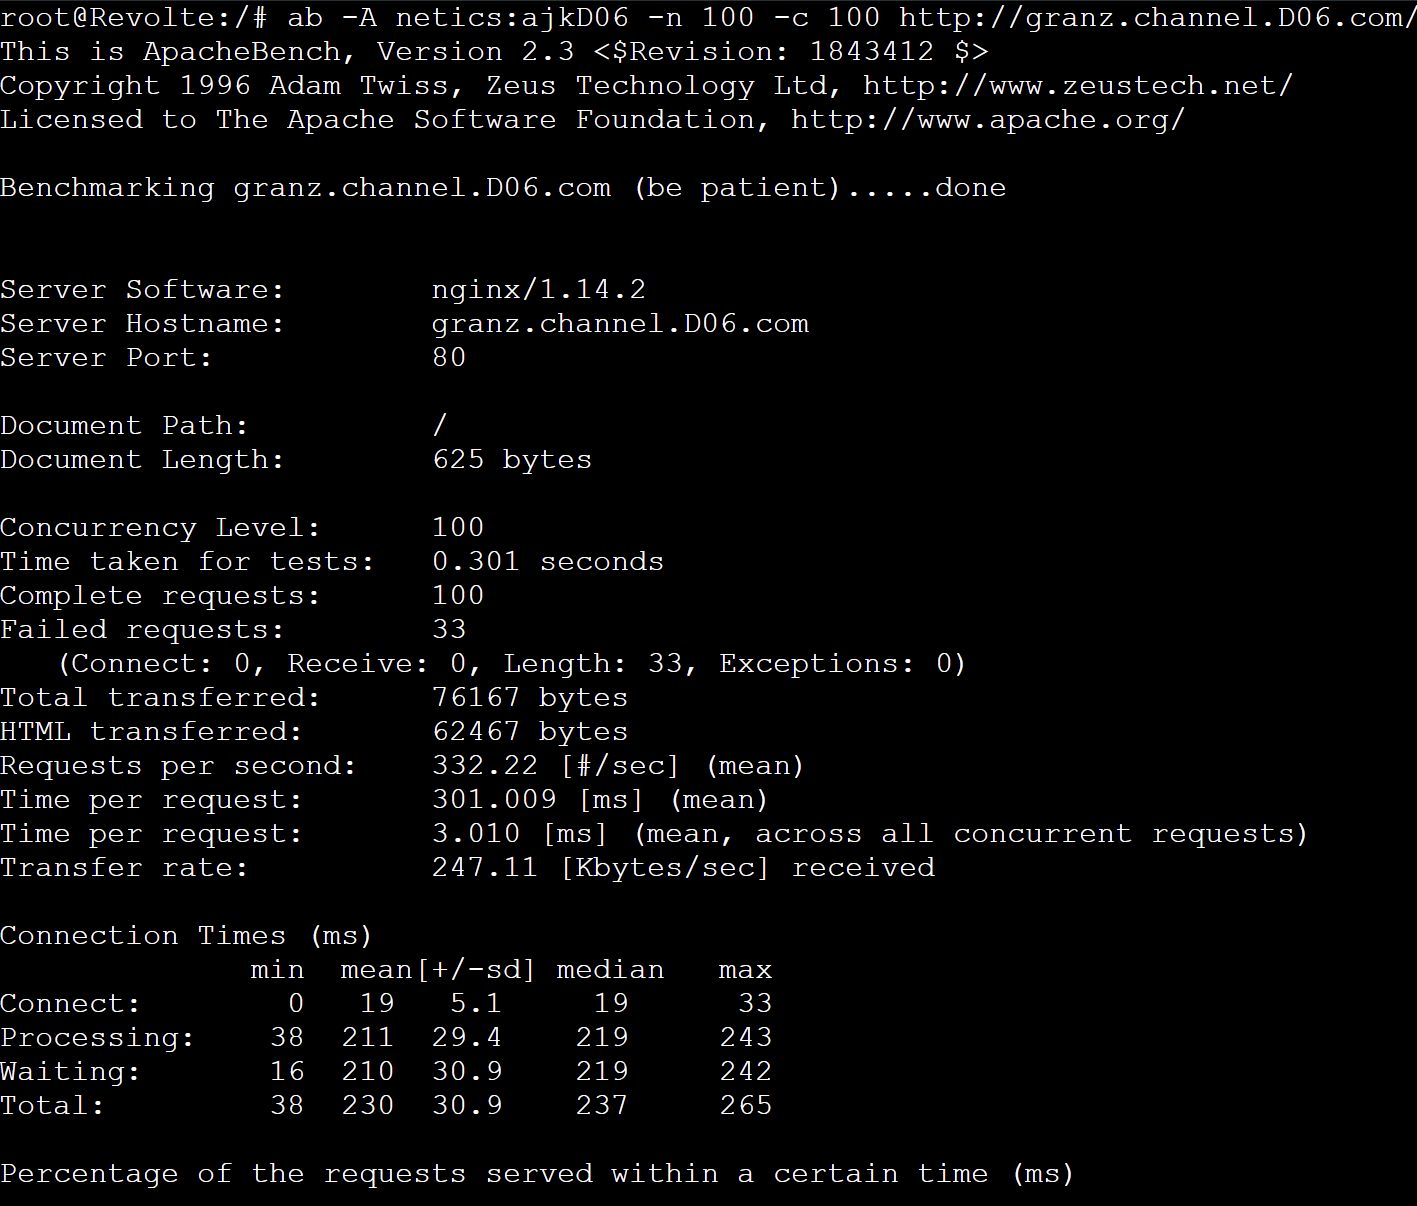 root@Revolte:/# ab -A netics:ajkD06 -n 100 -c 100 http://granz.channel.D06.com/
This is ApacheBench, Version 2.3 <$Revision: 1843412 $>
Copyright 1996 Adam Twiss, Zeus Technology Ltd, http://www.zeustech.net/
Licensed to The Apache Software Foundation, http://www.apache.org/

Benchmarking granz.channel.D06.com (be patient).....done


Server Software:        nginx/1.14.2
Server Hostname:        granz.channel.D06.com
Server Port:            80

Document Path:          /
Document Length:        625 bytes

Concurrency Level:      100
Time taken for tests:   0.301 seconds
Complete requests:      100
Failed requests:        33
   (Connect: 0, Receive: 0, Length: 33, Exceptions: 0)
Total transferred:      76167 bytes
HTML transferred:       62467 bytes
Requests per second:    332.22 [#/sec] (mean)
Time per request:       301.009 [ms] (mean)
Time per request:       3.010 [ms] (mean, across all concurrent requests)
Transfer rate:          247.11 [Kbytes/sec] received

Connection Times (ms)
              min  mean[+/-sd] median   max
Connect:        0   19   5.1     19      33
Processing:    38  211  29.4    219     243
Waiting:       16  210  30.9    219     242
Total:         38  230  30.9    237     265

Percentage of the requests served within a certain time (ms)